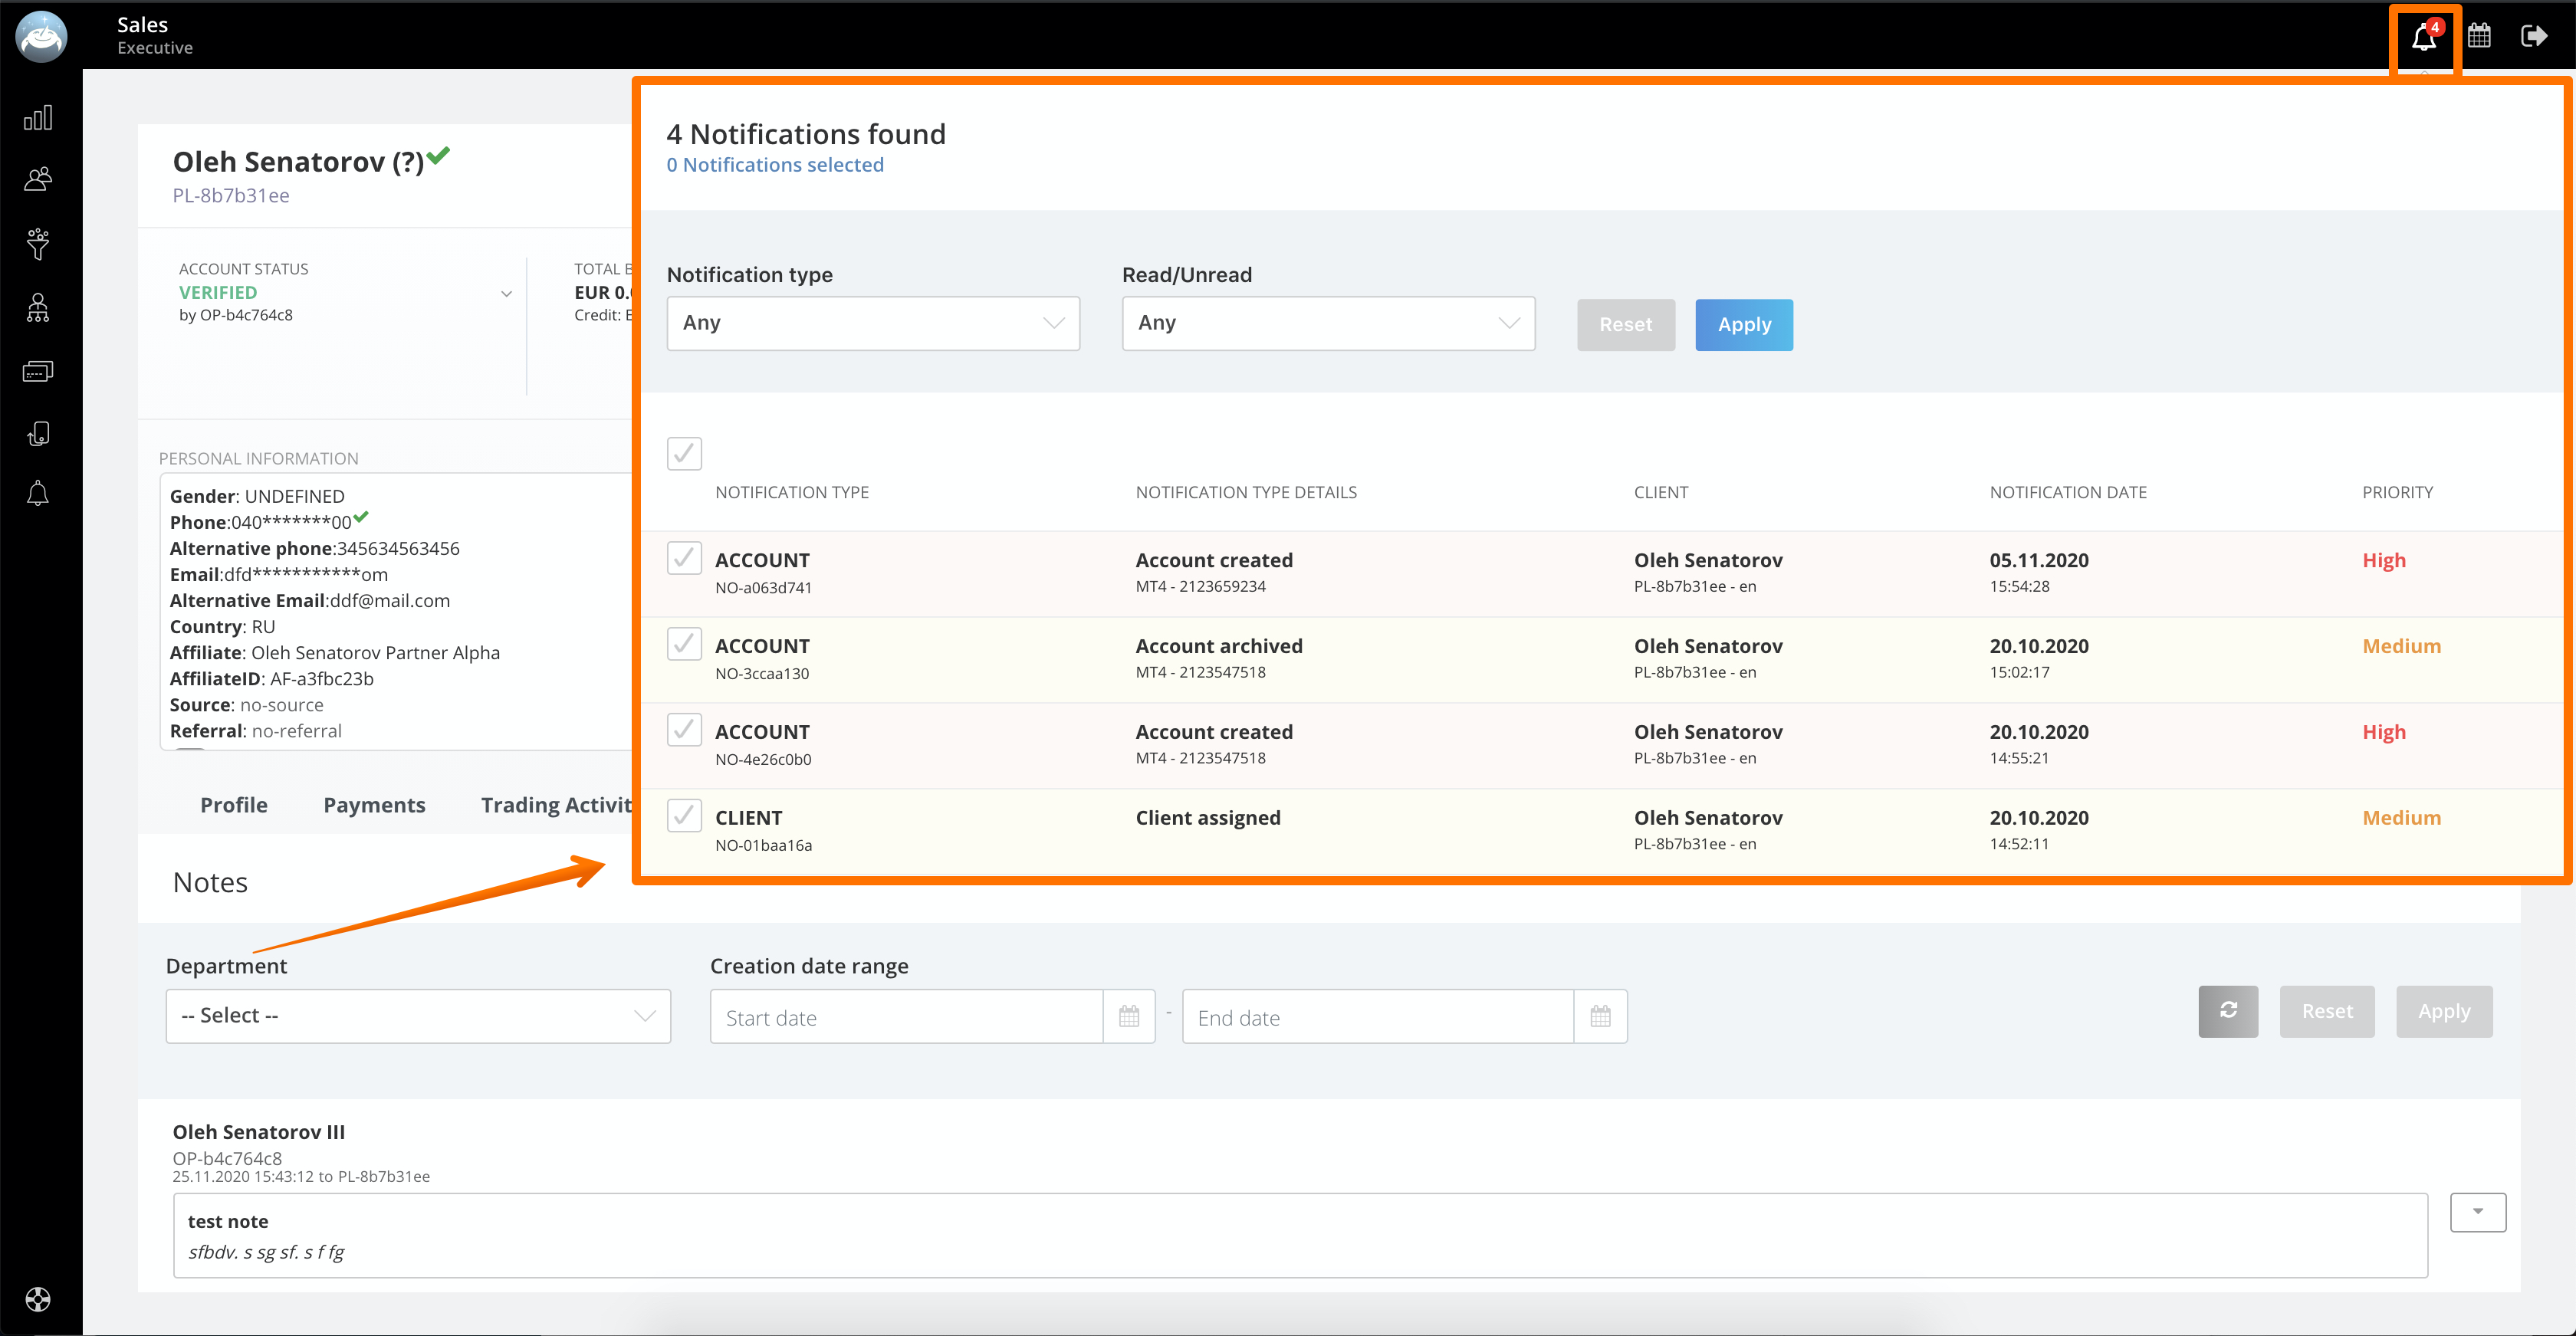 Sales
Executive
4
Oleh Senatorov (?)
PL-8b7b31ee
ACCOUNT STATUS
VERIFIED
by OP-b4c764c8
TOTAL B
EUR 0.
Credit: E
PERSONAL INFORMATION
Gender: UNDEFINED
Phone:040*******00
Alternative phone:345634563456
Email:dfd***********om
Alternative Email:ddf@mail.com
Country: RU
Affiliate: Oleh Senatorov Partner Alpha
AffiliateID: AF-a3fbc23b
Source: no-source
Referral: no-referral
Profile Payments Trading Activit
4 Notifications found
0 Notifications selected
Notification type Read/Unread
Any Any Reset Apply
NOTIFICATION TYPE NOTIFICATION TYPE DETAILS CLIENT NOTIFICATION DATE PRIORITY
ACCOUNT Account created Oleh Senatorov 05.11.2020 High
NO-a063d741 MT4 - 2123659234 PL-8b7b31ee - en 15:54:28
ACCOUNT Account archived Oleh Senatorov 20.10.2020 Medium
NO-3ccaa130 MT4 - 2123547518 PL-8b7b31ee - en 15:02:17
ACCOUNT Account created Oleh Senatorov 20.10.2020 High
NO-4e26c0b0 MT4 - 2123547518 PL-8b7b31ee - en 14:55:21
CLIENT Client assigned Oleh Senatorov 20.10.2020 Medium
NO-01baa16a PL-8b7b31ee - en 14:52:11
Notes
Department Creation date range
-- Select -- Start date - End date Reset Apply
Oleh Senatorov III
OP-b4c764c8
25.11.2020 15:43:12 to PL-8b7b31ee
test note
sfbdv. s sg sf. s f fg